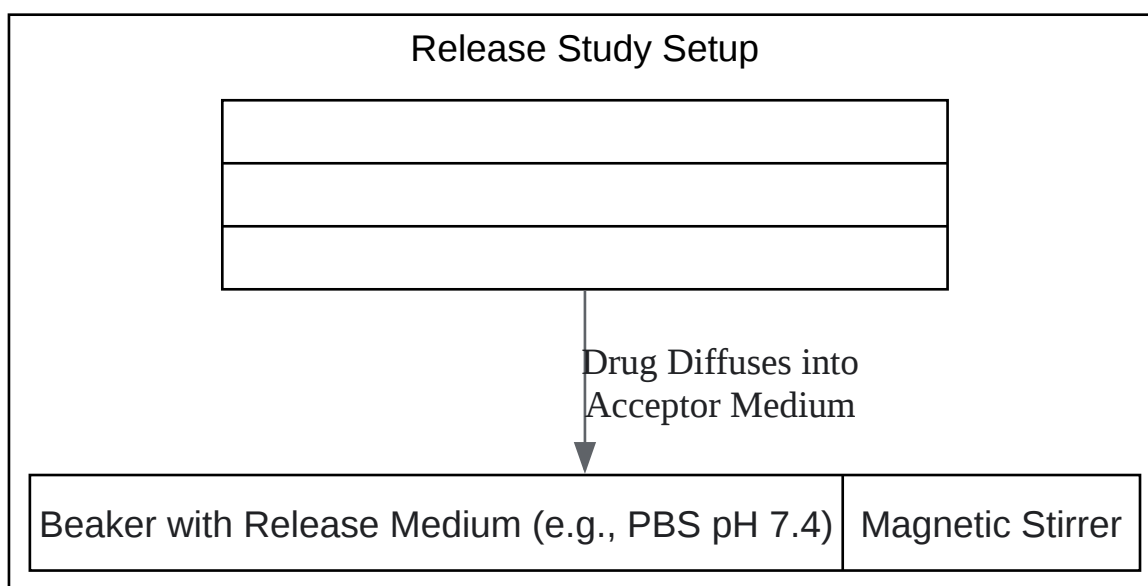 Release Study Setup
Drug Diffuses into
Acceptor Medium
Beaker with Release Medium (e.g., PBS pH 7.4)
Magnetic Stirrer